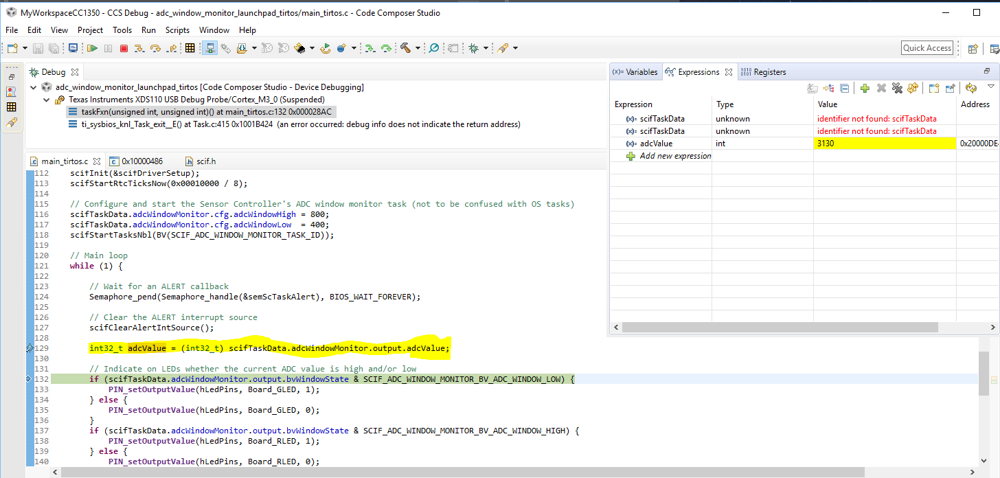 MyWorkspaceCC1350 - CCS Debug - adc_window_monitor_launchpad_tirtos/main_tirtos.c - Code Composer Studio
File Edit View Project Tools Run Scripts Window Help
Quick Access
Debug
adc_window_monitor_launchpad_tirtos [Code Composer Studio - Device Debugging]
Texas Instruments XDS110 USB Debug Probe/Cortex_M3_0 (Suspended)
taskFxn(unsigned int, unsigned int)() at main_tirtos.c:132 0x000028AC
ti_sysbios_knl_Task_exit__E() at Task.c:415 0x1001B424 (an error occurred: debug info does not indicate the return address)
(x)= Variables Expressions 1010 0101 Registers
Expression Type Value Address
(x)= scifTaskData unknown identifier not found: scifTaskData
(x)= scifTaskData unknown identifier not found: scifTaskData
(x)= adcValue int 3130 0x20000DE
Add new expression
main_tirtos.c 0x10000486 scif.h
112 scifInit(&scifDriverSetup);
113 scifStartRtcTicksNow(0x00010000 / 8);
114
115 // Configure and start the Sensor Controller's ADC window monitor task (not to be confused with OS tasks)
116 scifTaskData.adcWindowMonitor.cfg.adcWindowHigh = 800;
117 scifTaskData.adcWindowMonitor.cfg.adcWindowLow  = 400;
118 scifStartTasksNbl(BV(SCIF_ADC_WINDOW_MONITOR_TASK_ID));
119
120 // Main loop
121 while (1) {
122
123 // Wait for an ALERT callback
124 Semaphore_pend(Semaphore_handle(&semScTaskAlert), BIOS_WAIT_FOREVER);
125
126 // Clear the ALERT interrupt source
127 scifClearAlertIntSource();
128
129 int32_t adcValue = (int32_t) scifTaskData.adcWindowMonitor.output.adcValue;
130
131 // Indicate on LEDs whether the current ADC value is high and/or low
132 if (scifTaskData.adcWindowMonitor.output.bvWindowState & SCIF_ADC_WINDOW_MONITOR_BV_ADC_WINDOW_LOW) {
133 PIN_setOutputValue(hLedPins, Board_GLED, 1);
134 } else {
135 PIN_setOutputValue(hLedPins, Board_GLED, 0);
136 }
137 if (scifTaskData.adcWindowMonitor.output.bvWindowState & SCIF_ADC_WINDOW_MONITOR_BV_ADC_WINDOW_HIGH) {
138 PIN_setOutputValue(hLedPins, Board_RLED, 1);
139 } else {
140 PIN_setOutputValue(hLedPins, Board_RLED, 0);